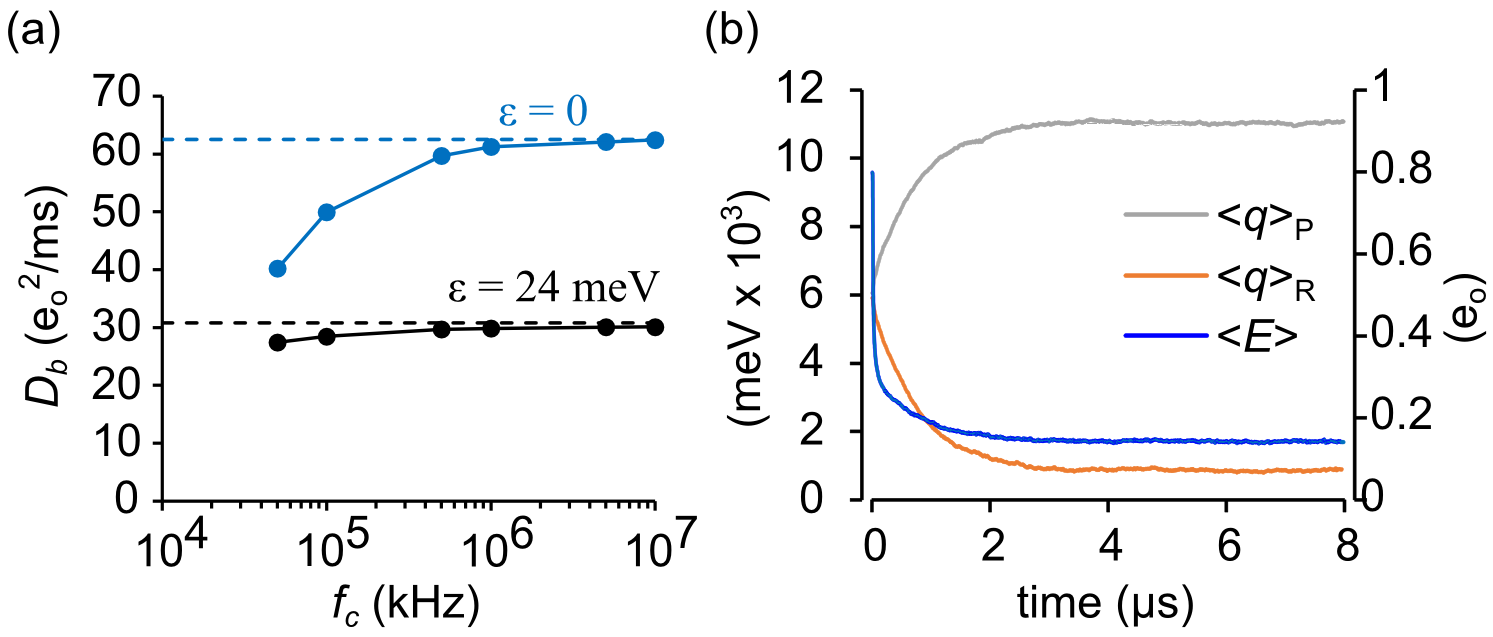 (a)
70
60
50
40
30
20
10
0
D_b (e_o^2/ms)
ε = 0
ε = 24 meV
10^4
10^5
10^6
10^7
f_c (kHz)
(b)
12
10
8
6
4
2
0
(meV x 10^3)
<q>_P
<q>_R
<E>
1
0.8
0.6
0.4
0.2
0
(e_o)
0
2
4
6
8
time (μs)